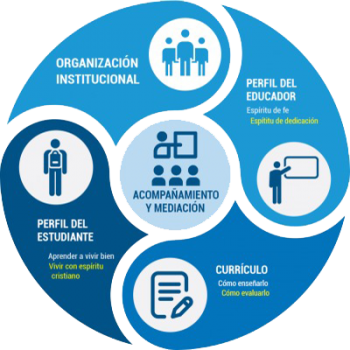 ORGANIZACIÓN
INSTITUCIONAL
PERFIL DEL
EDUCADOR
Espíritu de fe
Espítitu de dedicación
ACOMPAÑAMIENTO
Y MEDIACIÓN
PERFIL DEL
ESTUDIANTE
Aprender a vivir bien
Vivir con espíritu
cristiano
CURRÍCULO
Cómo enseñarlo
Cómo evaluarlo